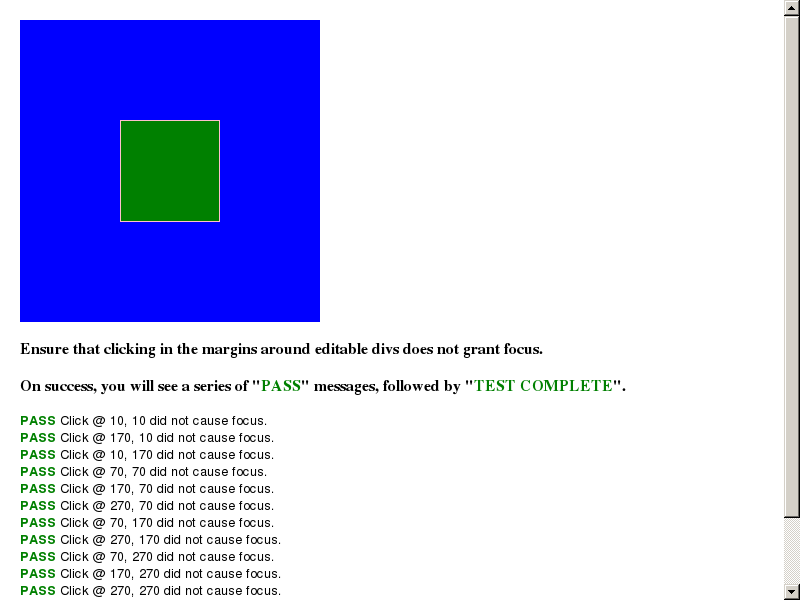 Ensure that clicking in the margins around editable divs does not grant focus.
On success, you will see a series of "PASS" messages, followed by "TEST COMPLETE".
PASS Click @ 10, 10 did not cause focus.
PASS Click @ 170, 10 did not cause focus.
PASS Click @ 10, 170 did not cause focus.
PASS Click @ 70, 70 did not cause focus.
PASS Click @ 170, 70 did not cause focus.
PASS Click @ 270, 70 did not cause focus.
PASS Click @ 70, 170 did not cause focus.
PASS Click @ 270, 170 did not cause focus.
PASS Click @ 70, 270 did not cause focus.
PASS Click @ 170, 270 did not cause focus.
PASS Click @ 270, 270 did not cause focus.